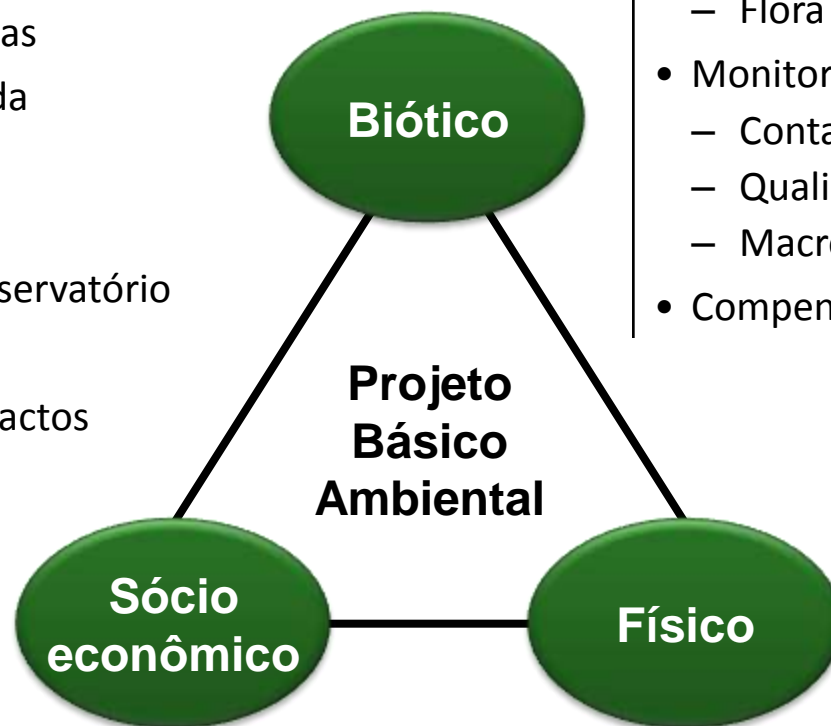 as
da
servatório
actos
Biótico
– Flora
• Monitor
– Conta
– Quali
– Macro
• Compen
Projeto
Básico
Ambiental
Sócio
econômico
Físico